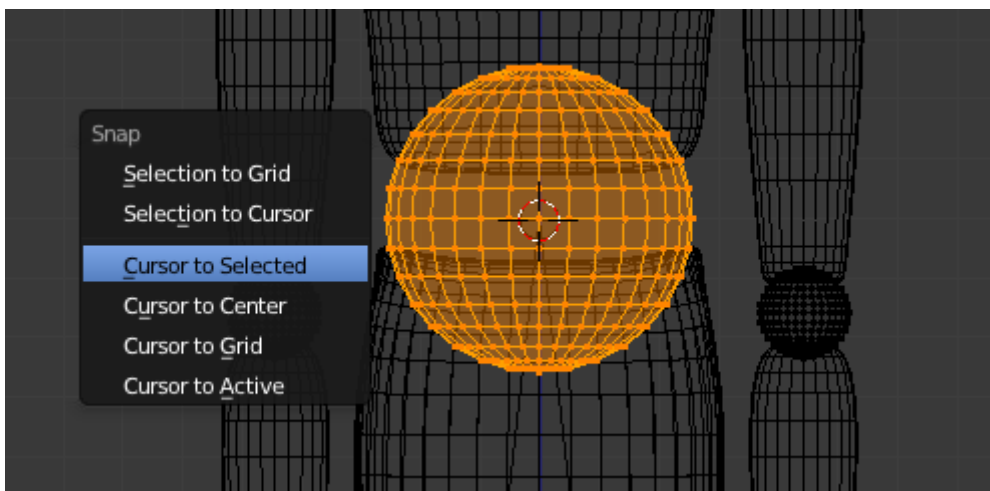 Snap
Selection to Grid
Selection to Cursor
Cursor to Selected
Cursor to Center
Cursor to Grid
Cursor to Active